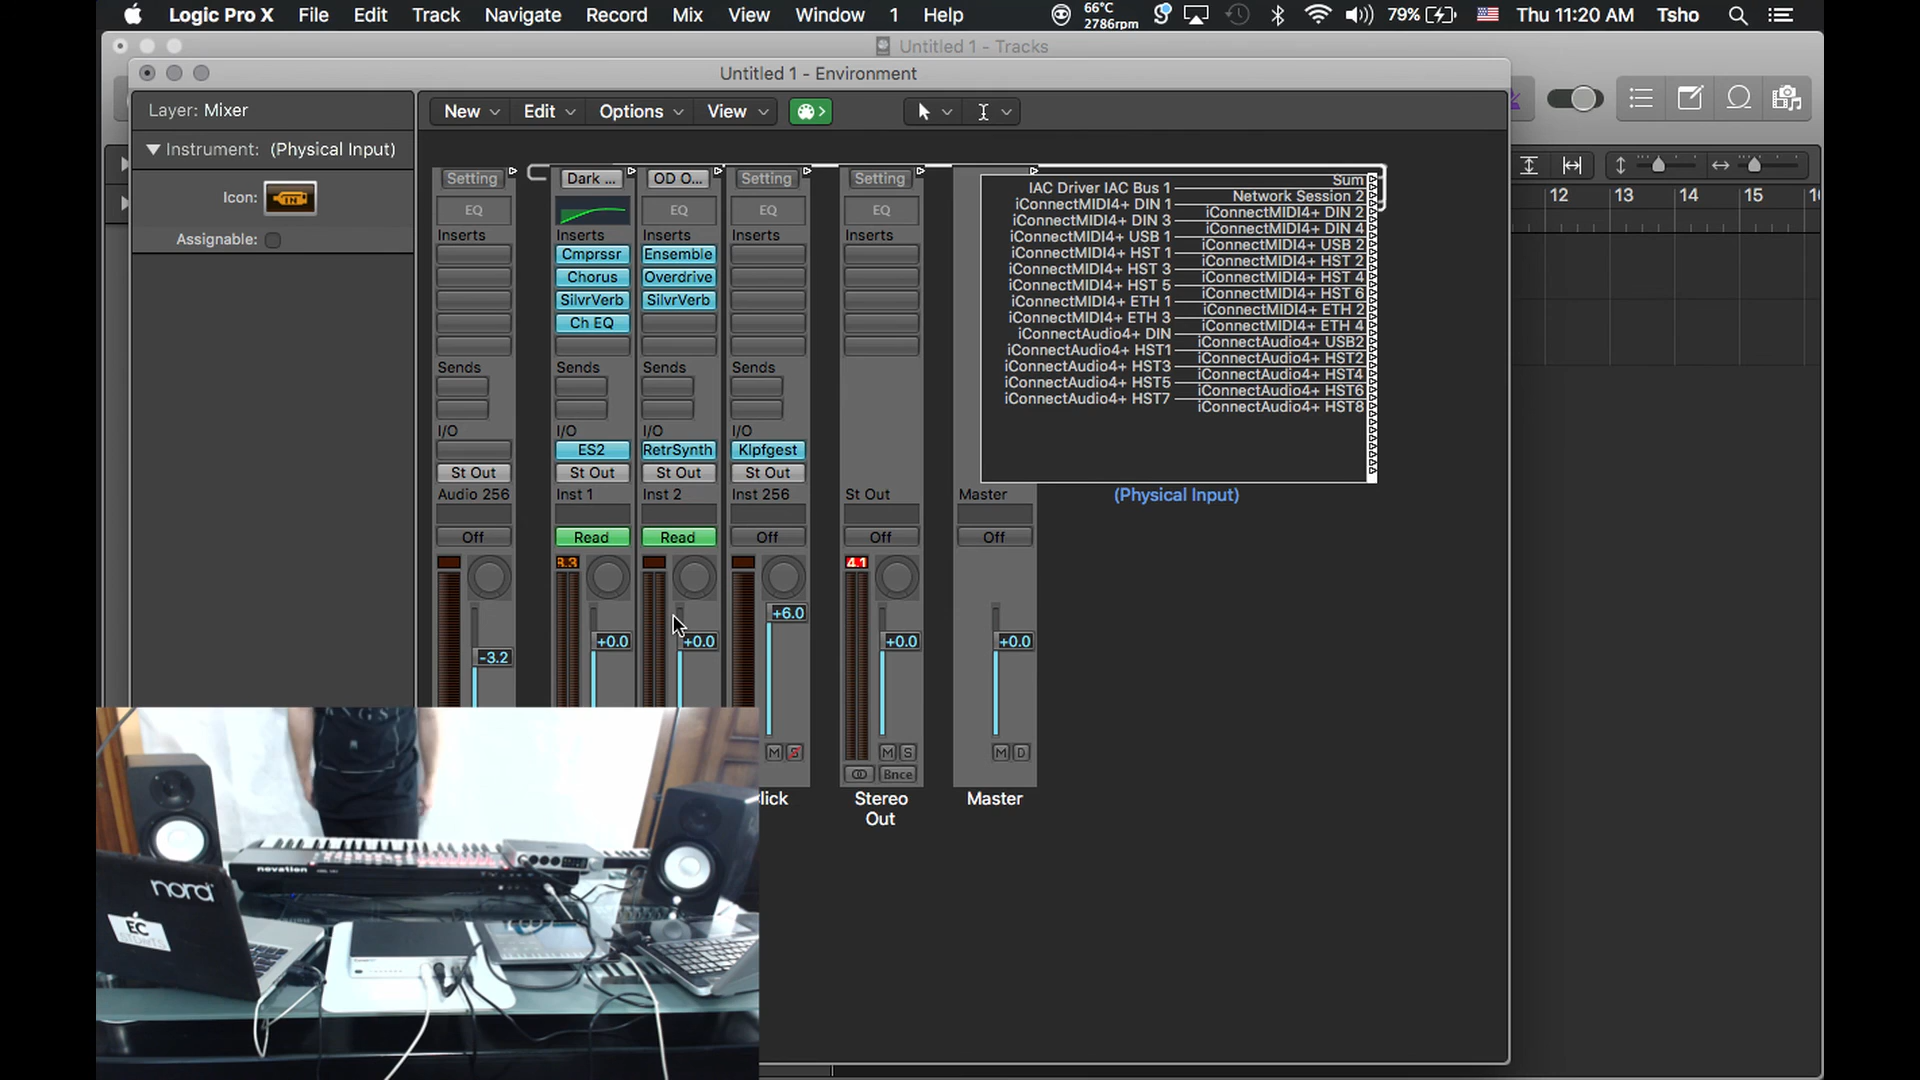 Logic Pro X File Edit Track Navigate Record Mix View Window 1 Help 66°C 2786rpm 79% Thu 11:20 AM Tsho
Untitled 1 - Tracks
Untitled 1 - Environment
Layer: Mixer
New Edit Options View
Instrument: (Physical Input)
Icon:
IN
Assignable:
12 13 14 15
Setting Dark ... OD O... Setting Setting
EQ EQ EQ EQ
Inserts Inserts Inserts Inserts Inserts
Cmprssr Ensemble
Chorus Overdrive
SilvrVerb SilvrVerb
Ch EQ
Sends Sends Sends Sends
I/O I/O I/O I/O
ES2 RetrSynth Klpfgest
St Out St Out St Out St Out
Audio 256 Inst 1 Inst 2 Inst 256 St Out Master
Off Read Read Off Off Off
8.3 4.1
-3.2 +0.0 +0.0 +6.0 +0.0 +0.0
M S M S M D
Bnce
lick Stereo Out Master
Sum
IAC Driver IAC Bus 1
Network Session 2
iConnectMIDI4+ DIN 1
iConnectMIDI4+ DIN 2
iConnectMIDI4+ DIN 3
iConnectMIDI4+ DIN 4
iConnectMIDI4+ USB 1
iConnectMIDI4+ USB 2
iConnectMIDI4+ HST 1
iConnectMIDI4+ HST 2
iConnectMIDI4+ HST 3
iConnectMIDI4+ HST 4
iConnectMIDI4+ HST 5
iConnectMIDI4+ HST 6
iConnectMIDI4+ ETH 1
iConnectMIDI4+ ETH 2
iConnectMIDI4+ ETH 3
iConnectMIDI4+ ETH 4
iConnectAudio4+ DIN
iConnectAudio4+ USB2
iConnectAudio4+ HST1
iConnectAudio4+ HST2
iConnectAudio4+ HST3
iConnectAudio4+ HST4
iConnectAudio4+ HST5
iConnectAudio4+ HST6
iConnectAudio4+ HST7
iConnectAudio4+ HST8
(Physical Input)
novation
nord
EC